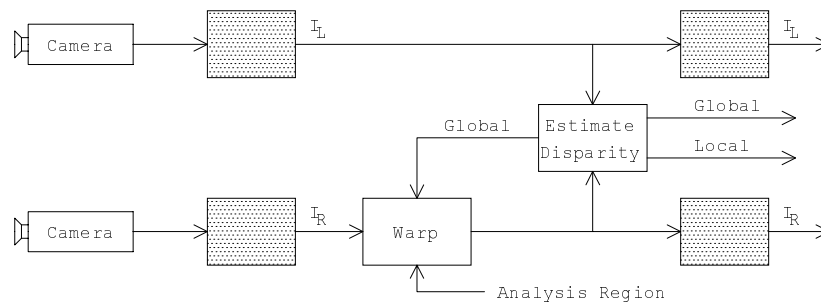 Camera
I_L
I_L
Global
Estimate
Disparity
Global
Local
Camera
I_R
Warp
I_R
Analysis Region